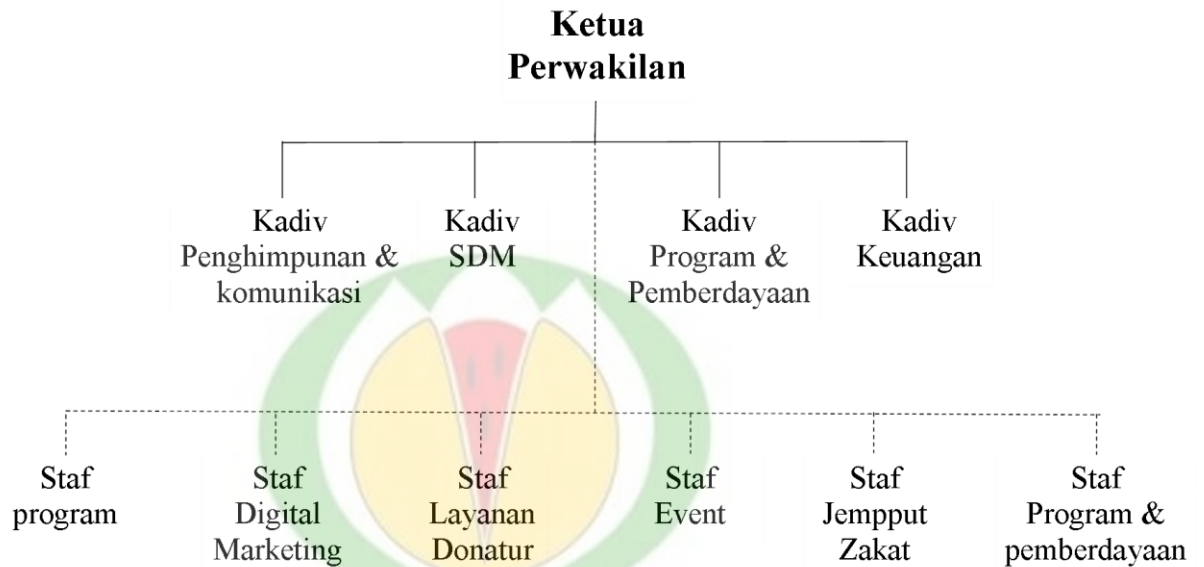 Ketua
Perwakilan
Kadiv
Penghimpunan &
komunikasi
Kadiv
SDM
Kadiv
Program &
Pemberdayaan
Kadiv
Keuangan
Staf
program
Staf
Digital
Marketing
Staf
Layanan
Donatur
Staf
Event
Staf
Jempput
Zakat
Staf
Program &
pemberdayaan